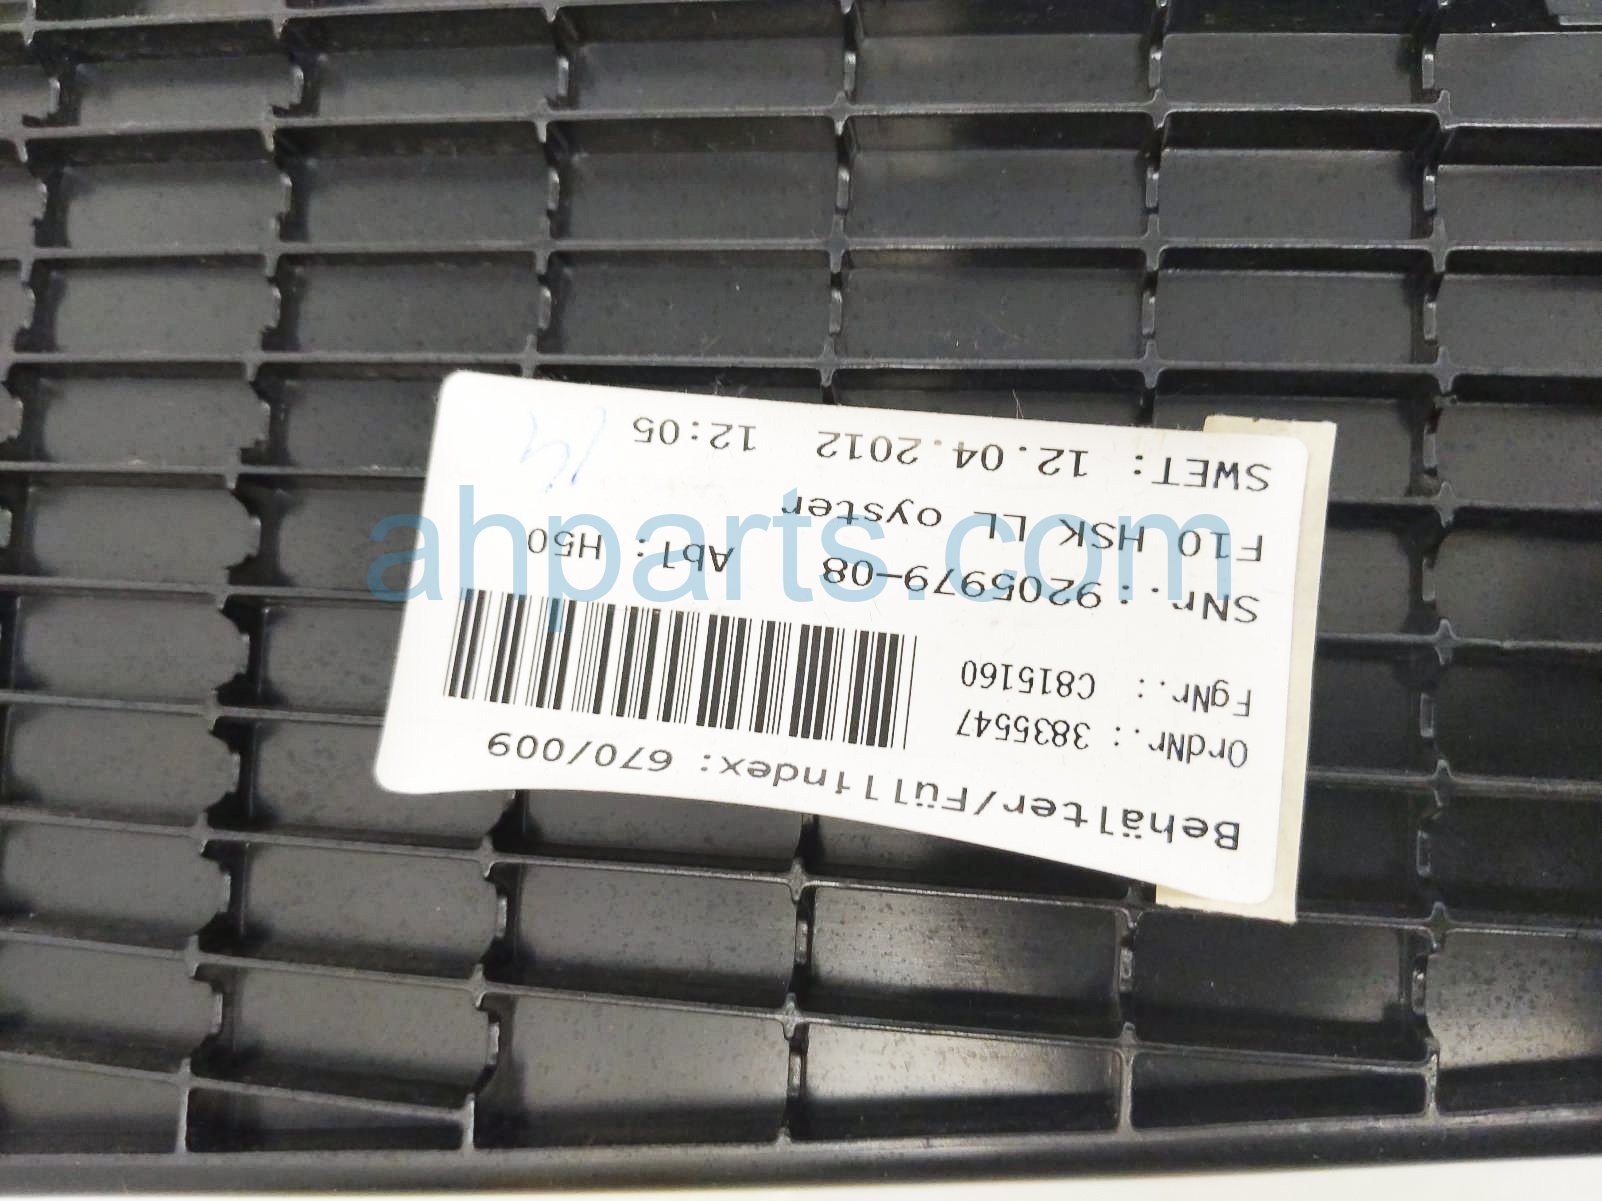 Behälter/Füllindex: 670/009
OrdNr.: 3835547
FgNr.: C815160
SNr.: 9205979-08 Abl: H50
F10 HSK LL oyster
SWET: 12.04.2012 12:05
14
ahparts.com